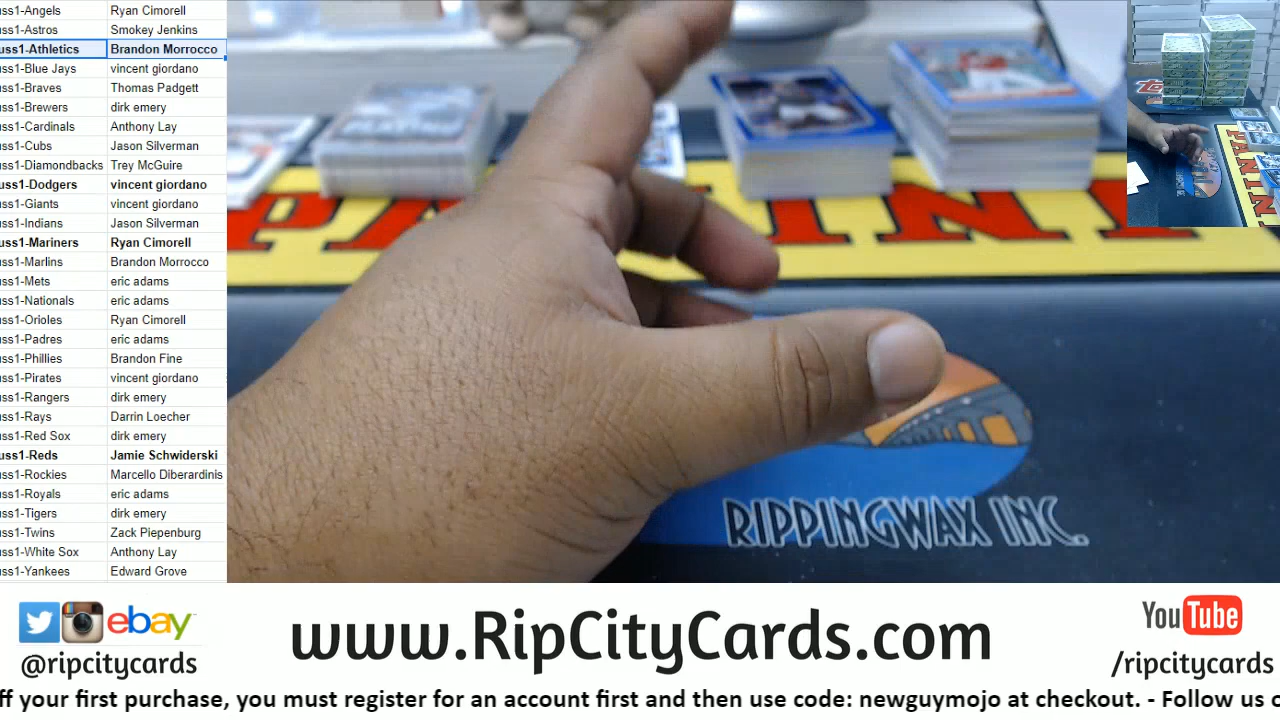 uss1-Angels Ryan Cimorell
uss1-Astros Smokey Jenkins
uss1-Athletics Brandon Morrocco
uss1-Blue Jays vincent giordano
uss1-Braves Thomas Padgett
uss1-Brewers dirk emery
uss1-Cardinals Anthony Lay
uss1-Cubs Jason Silverman
uss1-Diamondbacks Trey McGuire
uss1-Dodgers vincent giordano
uss1-Giants vincent giordano
uss1-Indians Jason Silverman
uss1-Mariners Ryan Cimorell
uss1-Marlins Brandon Morrocco
uss1-Mets eric adams
uss1-Nationals eric adams
uss1-Orioles Ryan Cimorell
uss1-Padres eric adams
uss1-Phillies Brandon Fine
uss1-Pirates vincent giordano
uss1-Rangers dirk emery
uss1-Rays Darrin Loecher
uss1-Red Sox dirk emery
uss1-Reds Jamie Schwiderski
uss1-Rockies Marcello Diberardinis
uss1-Royals eric adams
uss1-Tigers dirk emery
uss1-Twins Zack Piepenburg
uss1-White Sox Anthony Lay
uss1-Yankees Edward Grove
PANINI
PANINI
RIPPINGWAX INC.
ebay
@ripcitycards
www.RipCityCards.com
YouTube
/ripcitycards
ff your first purchase, you must register for an account first and then use code: newguymojo at checkout. - Follow us o